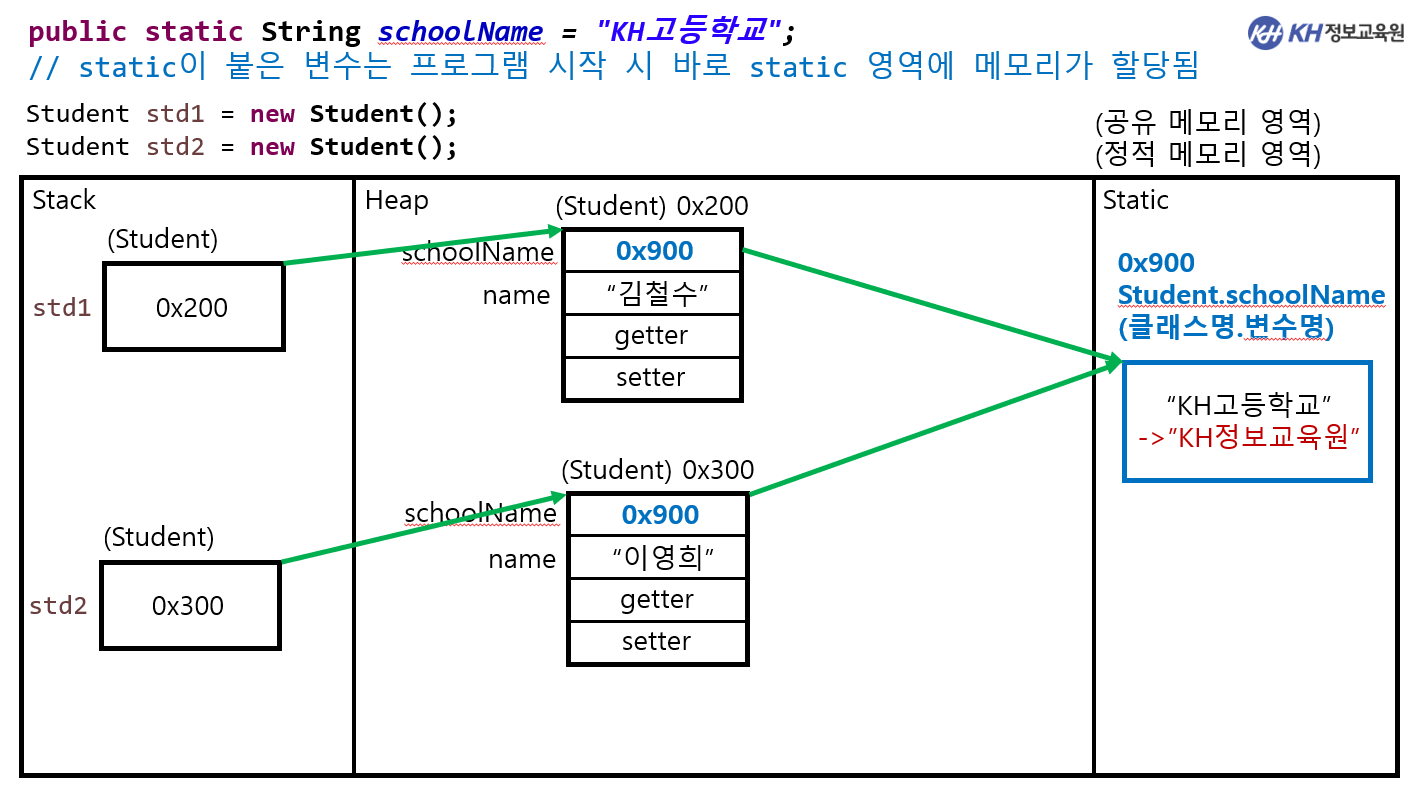 public static String schoolName = "KH고등학교";
KH KH정보교육원
// static이 붙은 변수는 프로그램 시작 시 바로 static 영역에 메모리가 할당됨
Student std1 = new Student();
Student std2 = new Student();
(공유 메모리 영역)
(정적 메모리 영역)
Stack
(Student)
std1
0x200
(Student)
std2
0x300
Heap
(Student) 0x200
schoolName
0x900
name
“김철수”
getter
setter
(Student) 0x300
schoolName
0x900
name
“이영희”
getter
setter
Static
0x900
Student.schoolName
(클래스명.변수명)
“KH고등학교”
->”KH정보교육원”